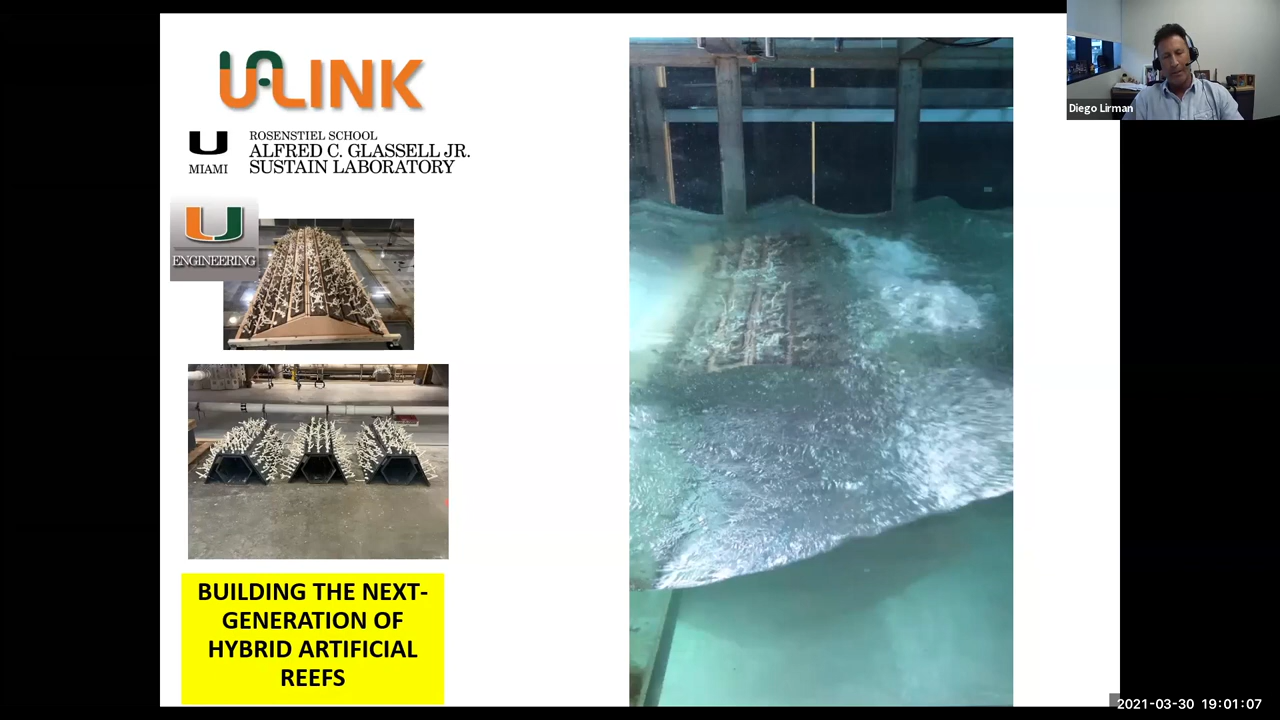 ULINK
ROSENSTIEL SCHOOL
ALFRED C. GLASSELL JR.
SUSTAIN LABORATORY
MIAMI
ENGINEERING
BUILDING THE NEXT-
GENERATION OF
HYBRID ARTIFICIAL
REEFS
Diego Lirman
2021-03-30 19:01:07